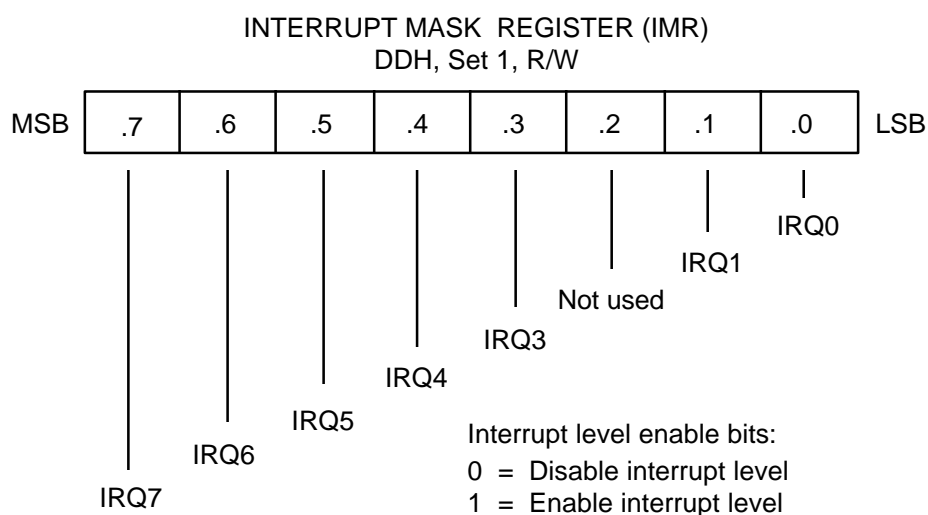 INTERRUPT MASK REGISTER (IMR)
DDH, Set 1, R/W
MSB .7 .6 .5 .4 .3 .2 .1 .0 LSB
IRQ0
IRQ1
Not used
IRQ3
IRQ4
IRQ5
IRQ6
IRQ7
Interrupt level enable bits:
0 = Disable interrupt level
1 = Enable interrupt level